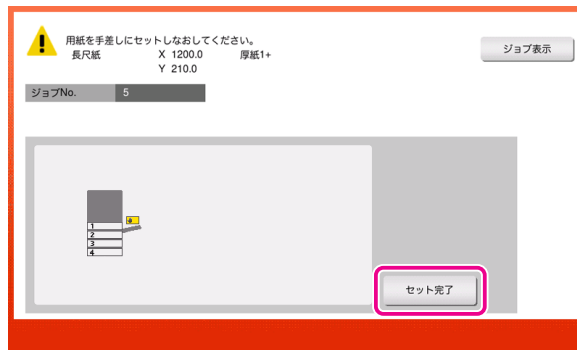 用紙を手差しにセットしなおしてください。
長尺紙 X 1200.0 厚紙1+
Y 210.0
ジョブ表示
ジョブNo. 5
1
2
3
4
セット完了